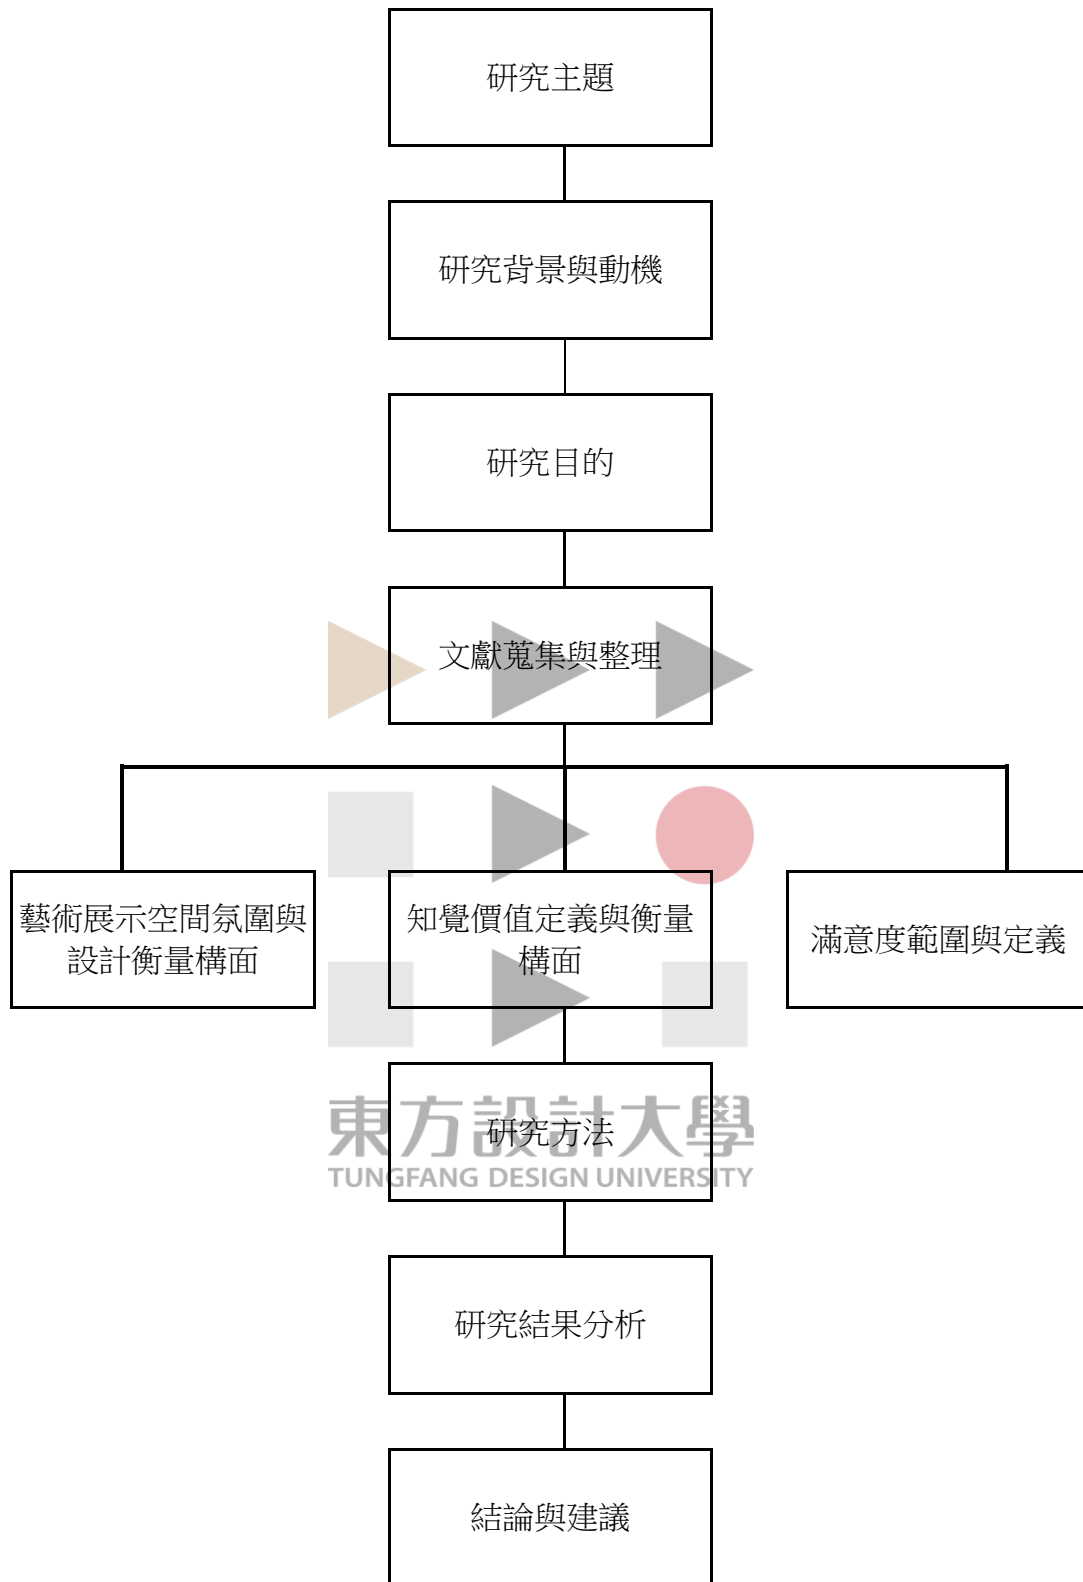 研究主題
研究背景與動機
研究目的
文獻蒐集與整理
藝術展示空間氛圍與
設計衡量構面
知覺價值定義與衡量
構面
滿意度範圍與定義
研究方法
東方設計大學
TUNGFANG DESIGN UNIVERSITY
研究結果分析
結論與建議